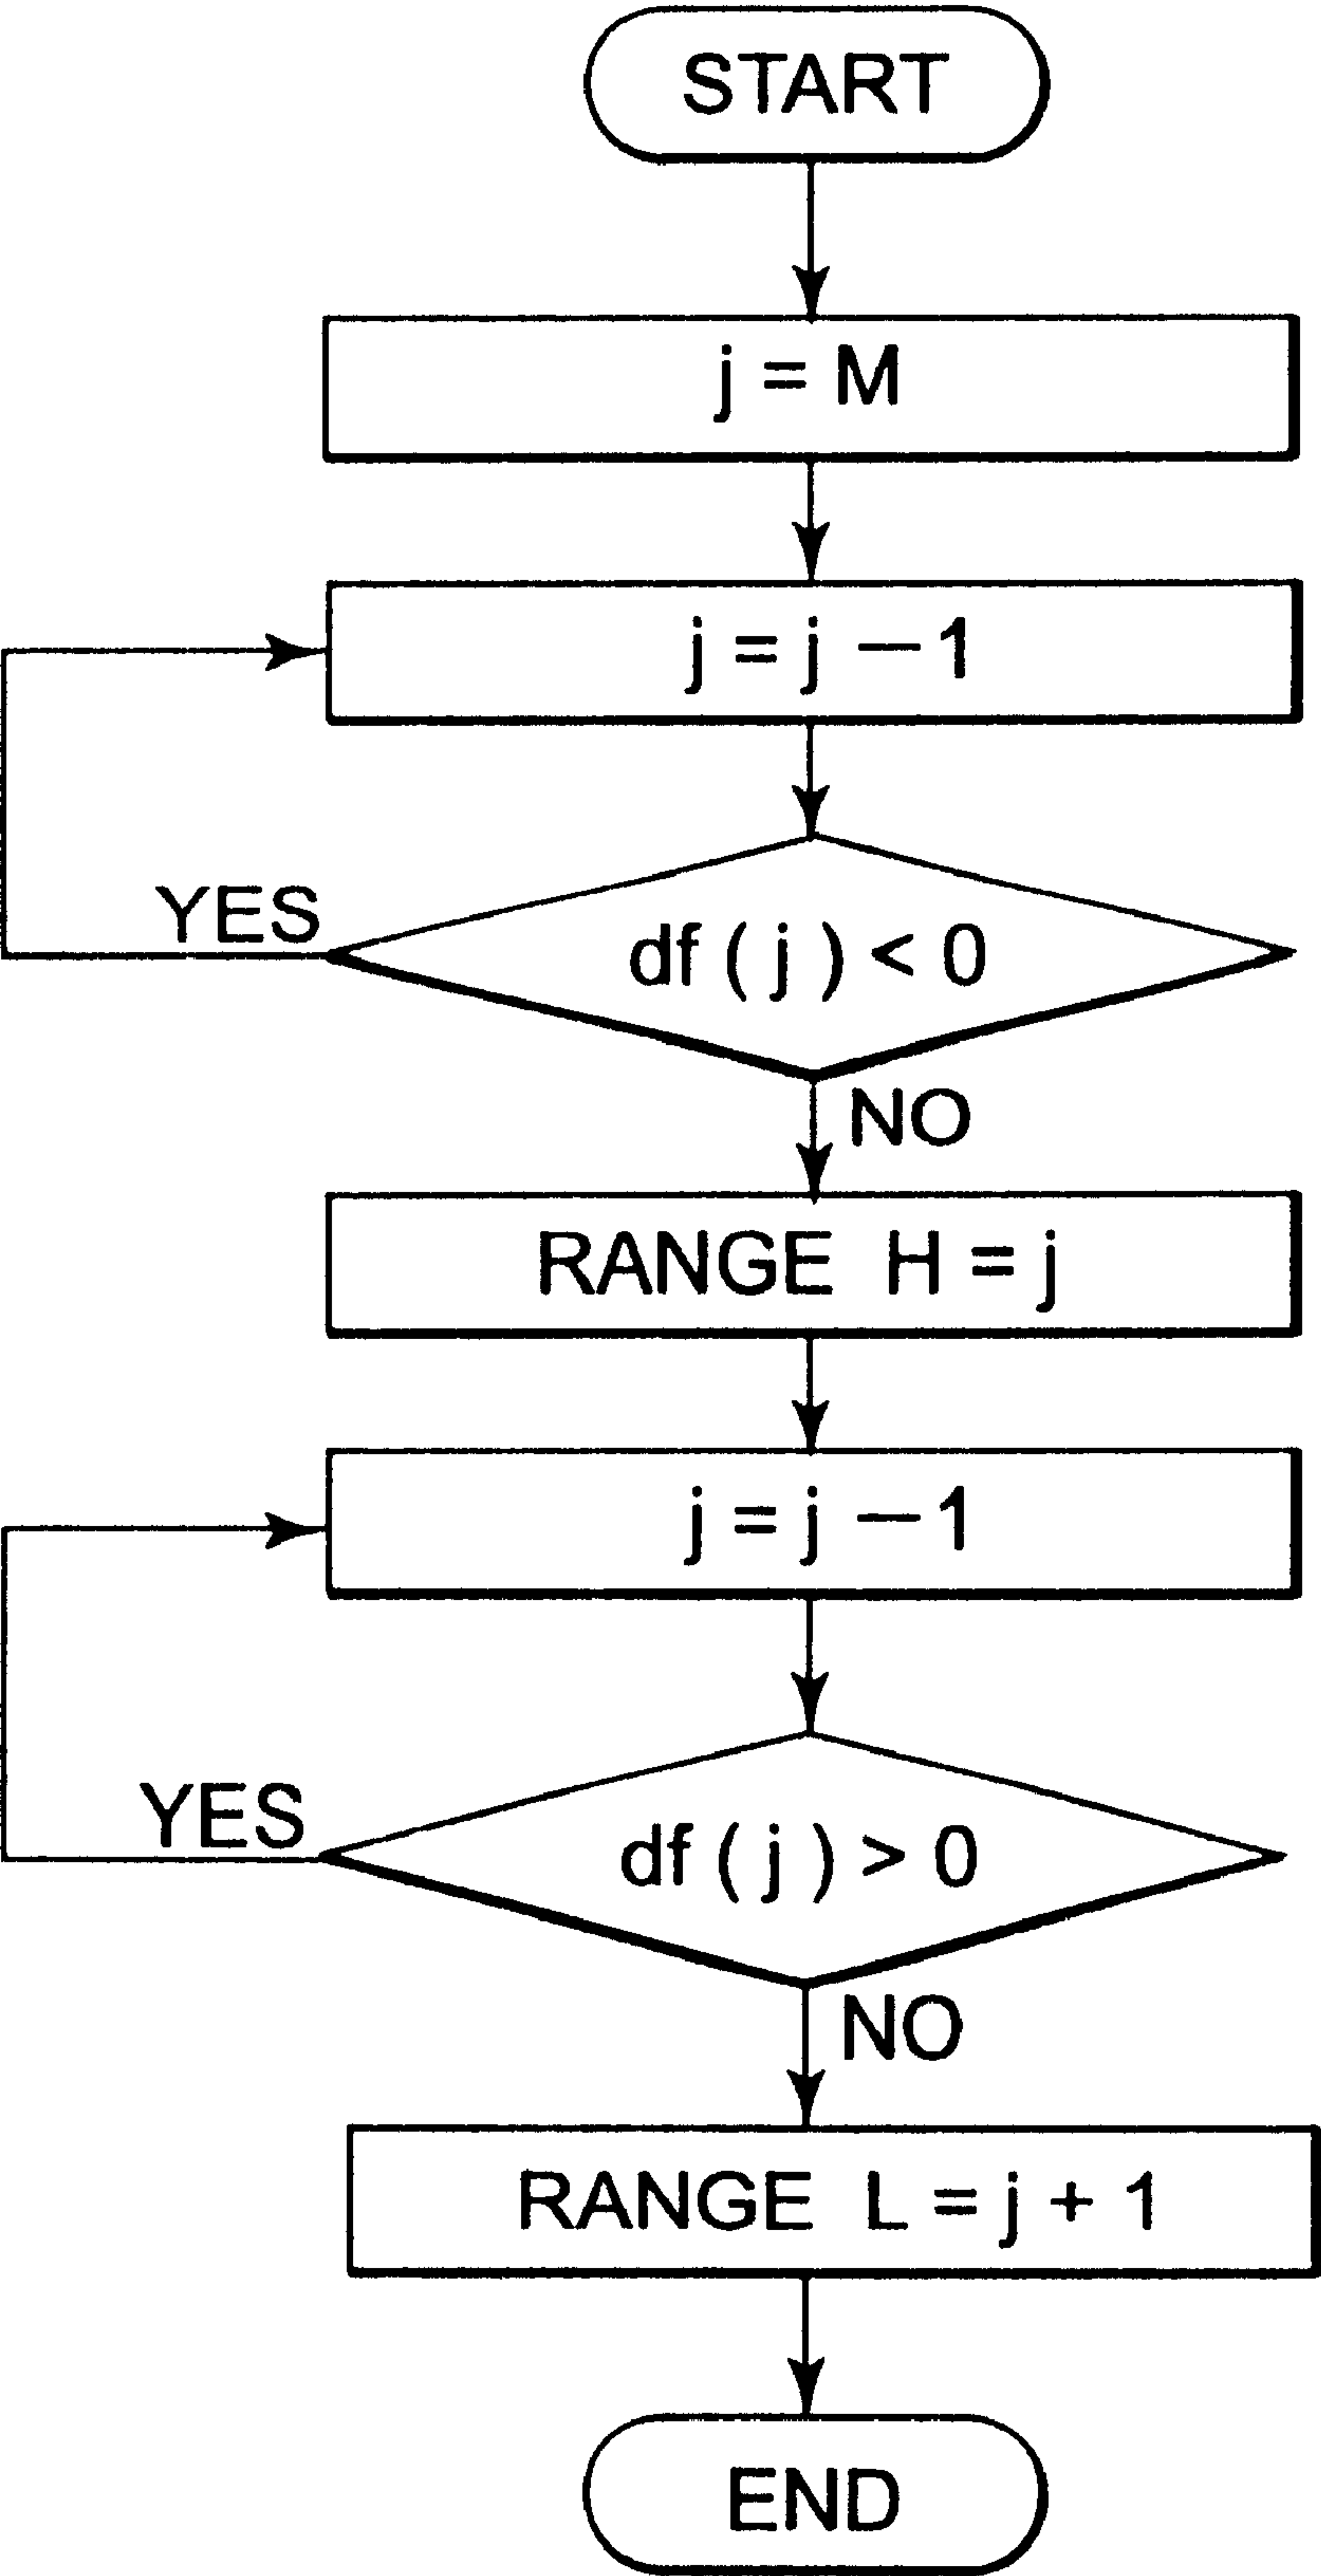 START
j = M
j = j − 1
YES
df ( j ) < 0
NO
RANGE H = j
j = j − 1
YES
df ( j ) > 0
NO
RANGE L = j + 1
END